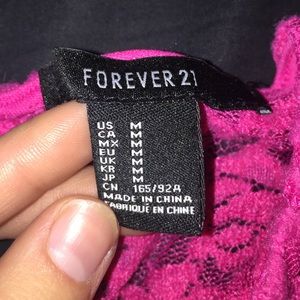 FOREVER 21
US M
CA M
MX M
EU M
UK M
KR M
JP M
CN 165/92A
MADE IN CHINA
FABRIQUÉ EN CHINE